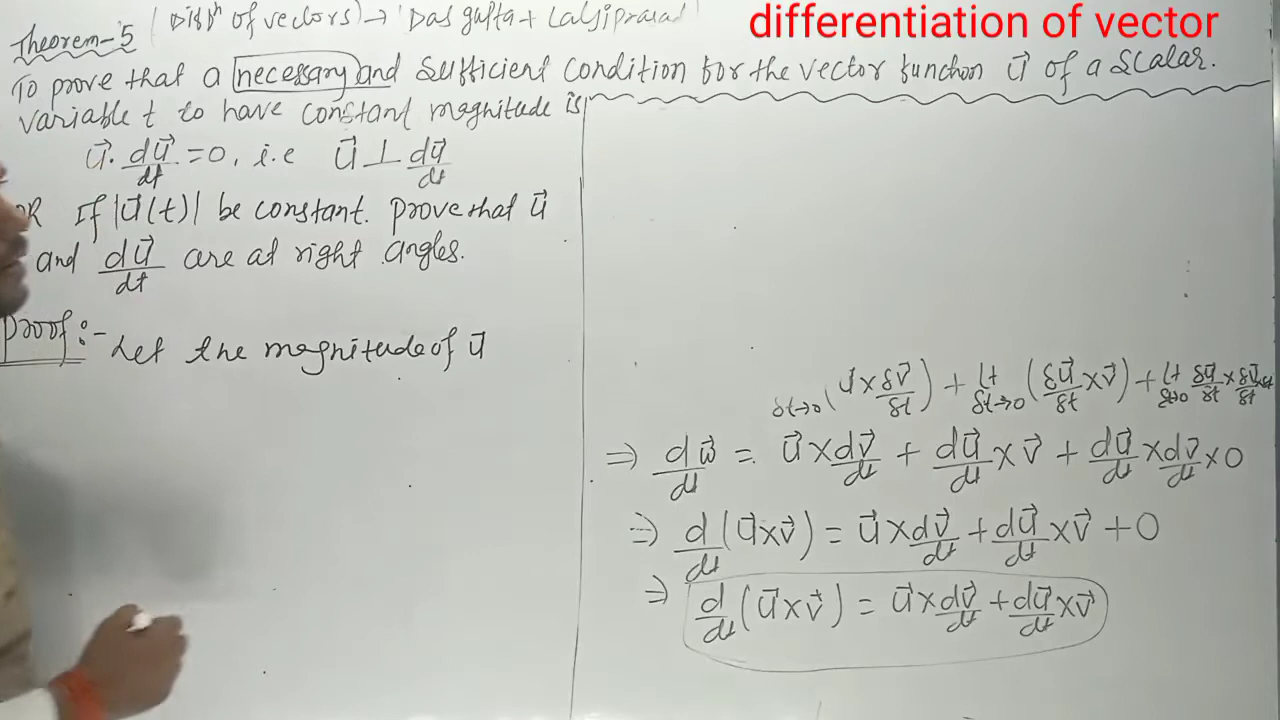 differentiation of vector
Theorem-5 (Diffn of vectors) → Das gupta + Lalji prasad
To prove that a necessary and sufficient condition for the vector function u⃗ of a scalar.
variable t to have constant magnitude is
u⃗. du⃗/dt = 0, i.e u⃗ ⊥ du⃗/dt
OR If |u⃗(t)| be constant. prove that u⃗
and du⃗/dt are at right angles.
Proof:- Let the magnitude of u⃗
δt→0 (u⃗ × δv⃗/δt) + Lt δt→0 (δu⃗/δt × v⃗) + Lt δt→0 δu⃗/δt × δv⃗/δt
⇒ dw⃗/dt = u⃗ × dv⃗/dt + du⃗/dt × v⃗ + du⃗/dt × dv⃗/dt × 0
⇒ d/dt (u⃗×v⃗) = u⃗ × dv⃗/dt + du⃗/dt × v⃗ + 0
⇒ d/dt (u⃗×v⃗) = u⃗ × dv⃗/dt + du⃗/dt × v⃗